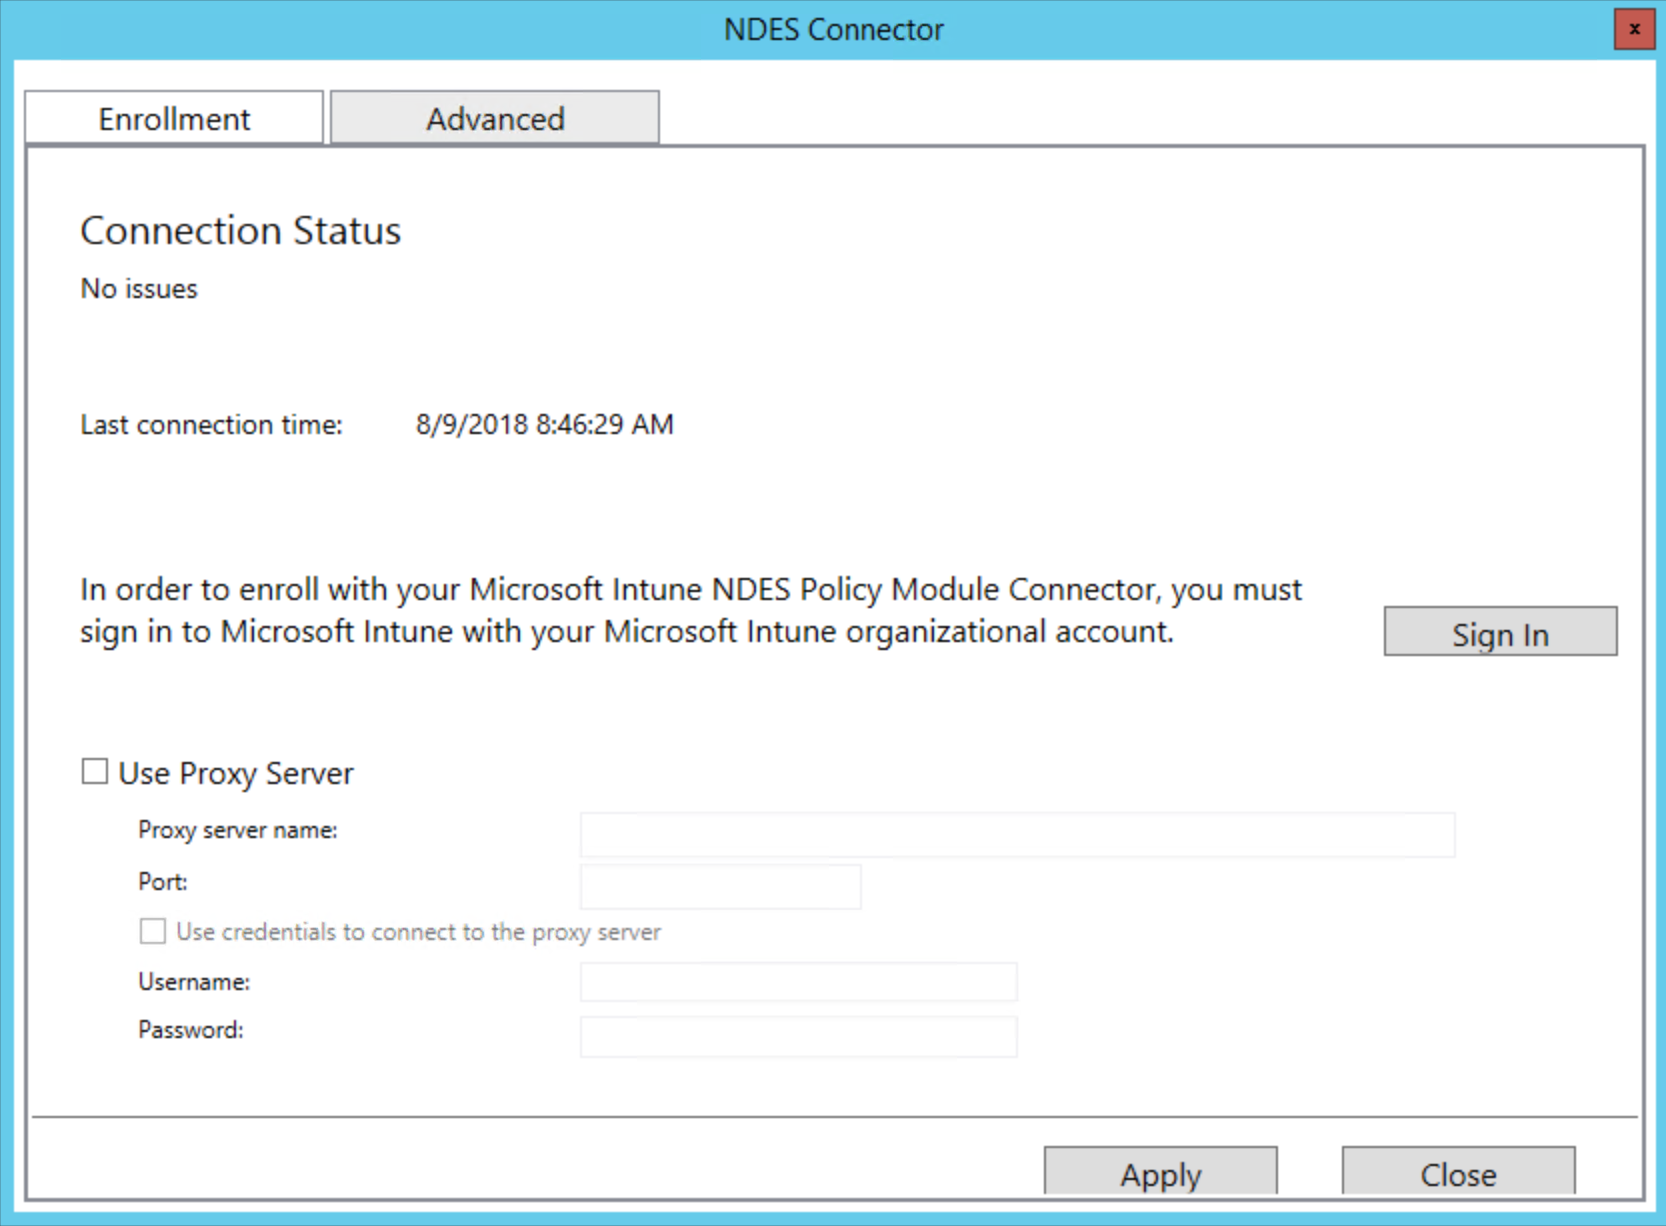 NDES Connector
x
Enrollment
Advanced
Connection Status
No issues
Last connection time:
8/9/2018 8:46:29 AM
In order to enroll with your Microsoft Intune NDES Policy Module Connector, you must
sign in to Microsoft Intune with your Microsoft Intune organizational account.
Sign In
Use Proxy Server
Proxy server name:
Port:
Use credentials to connect to the proxy server
Username:
Password:
Apply
Close